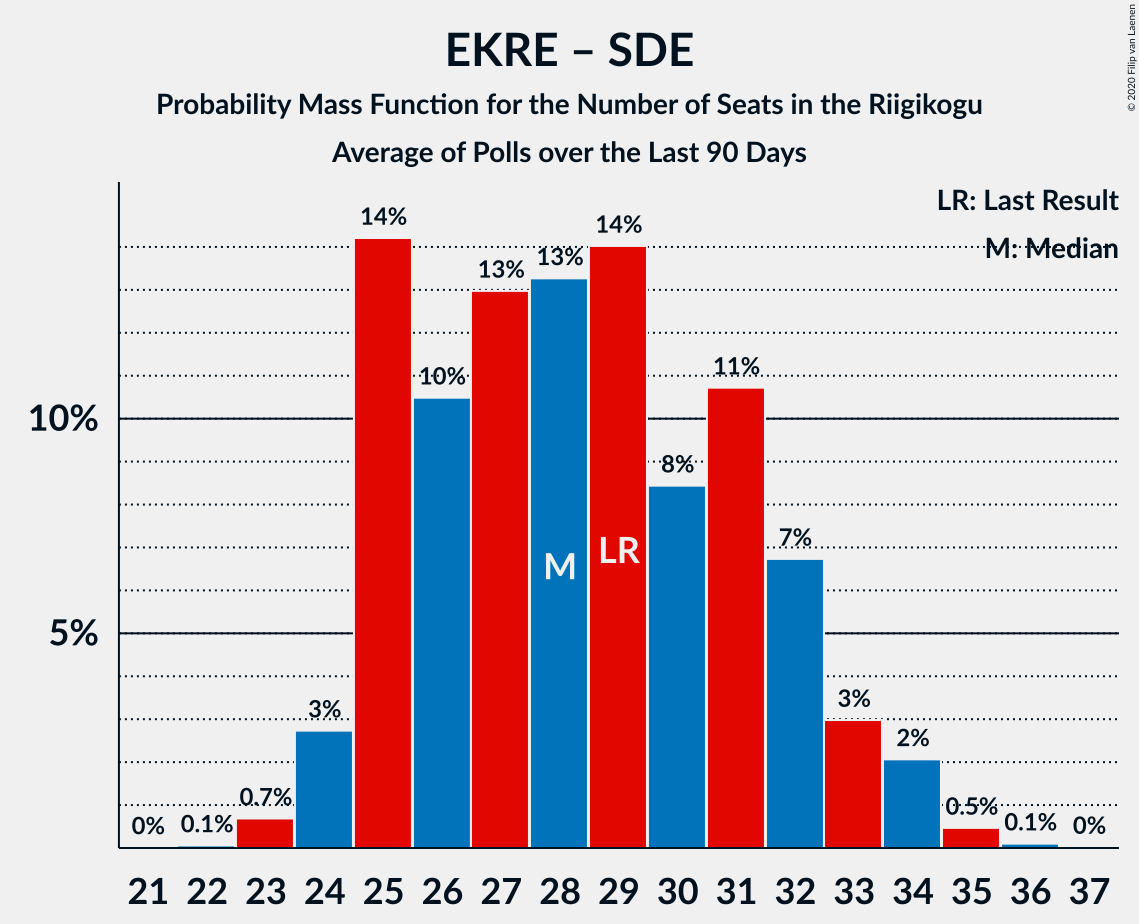 EKRE – SDE
Probability Mass Function for the Number of Seats in the Riigikogu
Average of Polls over the Last 90 Days
© 2020 Filip van Laenen
LR: Last Result
M: Median
10%
5%
0%
0.1%
0.7%
3%
14%
10%
13%
13%
14%
8%
11%
7%
3%
2%
0.5%
0.1%
0%
M
LR
21 22 23 24 25 26 27 28 29 30 31 32 33 34 35 36 37